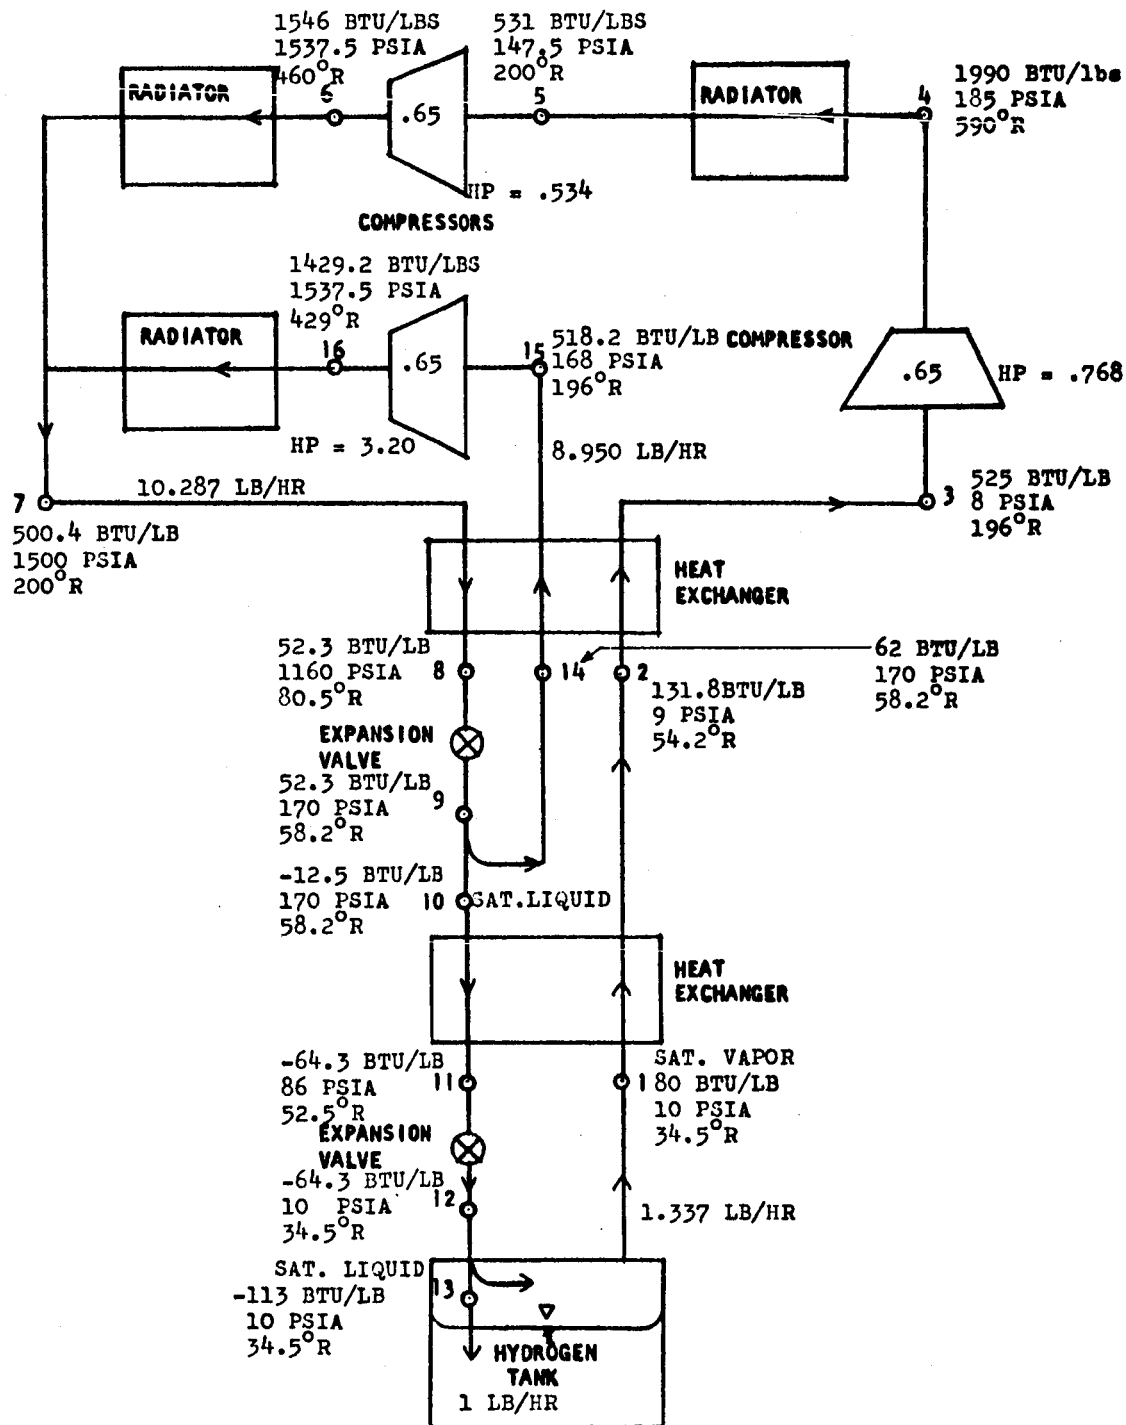 1546 BTU/LBS
1537.5 PSIA
460°R
6
531 BTU/LBS
147.5 PSIA
200°R
5
1990 BTU/lbs
185 PSIA
590°R
4
RADIATOR
.65
RADIATOR
HP = .534
COMPRESSORS
1429.2 BTU/LBS
1537.5 PSIA
429°R
16
RADIATOR
.65
15
518.2 BTU/LB
168 PSIA
196°R
COMPRESSOR
.65
HP = .768
HP = 3.20
8.950 LB/HR
10.287 LB/HR
7
500.4 BTU/LB
1500 PSIA
200°R
3
525 BTU/LB
8 PSIA
196°R
HEAT
EXCHANGER
52.3 BTU/LB
1160 PSIA
80.5°R
8
14
2
62 BTU/LB
170 PSIA
58.2°R
131.8BTU/LB
9 PSIA
54.2°R
EXPANSION
VALVE
52.3 BTU/LB
170 PSIA
58.2°R
9
-12.5 BTU/LB
170 PSIA
58.2°R
10
SAT.LIQUID
HEAT
EXCHANGER
-64.3 BTU/LB
86 PSIA
52.5°R
11
SAT. VAPOR
1
80 BTU/LB
10 PSIA
34.5°R
EXPANSION
VALVE
-64.3 BTU/LB
10 PSIA
34.5°R
12
1.337 LB/HR
SAT. LIQUID
-113 BTU/LB
10 PSIA
34.5°R
13
HYDROGEN
TANK
1 LB/HR